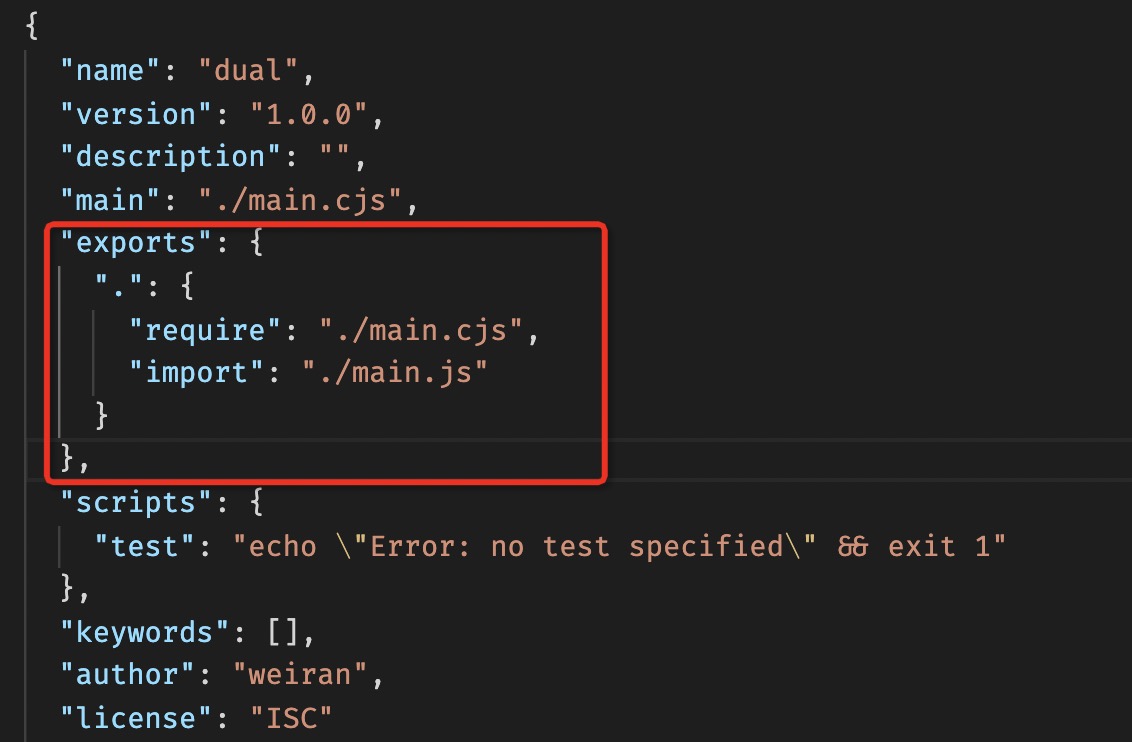 {
"name": "dual",
"version": "1.0.0",
"description": "",
"main": "./main.cjs",
"exports": {
".": {
"require": "./main.cjs",
"import": "./main.js"
}
},
"scripts": {
"test": "echo \"Error: no test specified\" && exit 1"
},
"keywords": [],
"author": "weiran",
"license": "ISC"